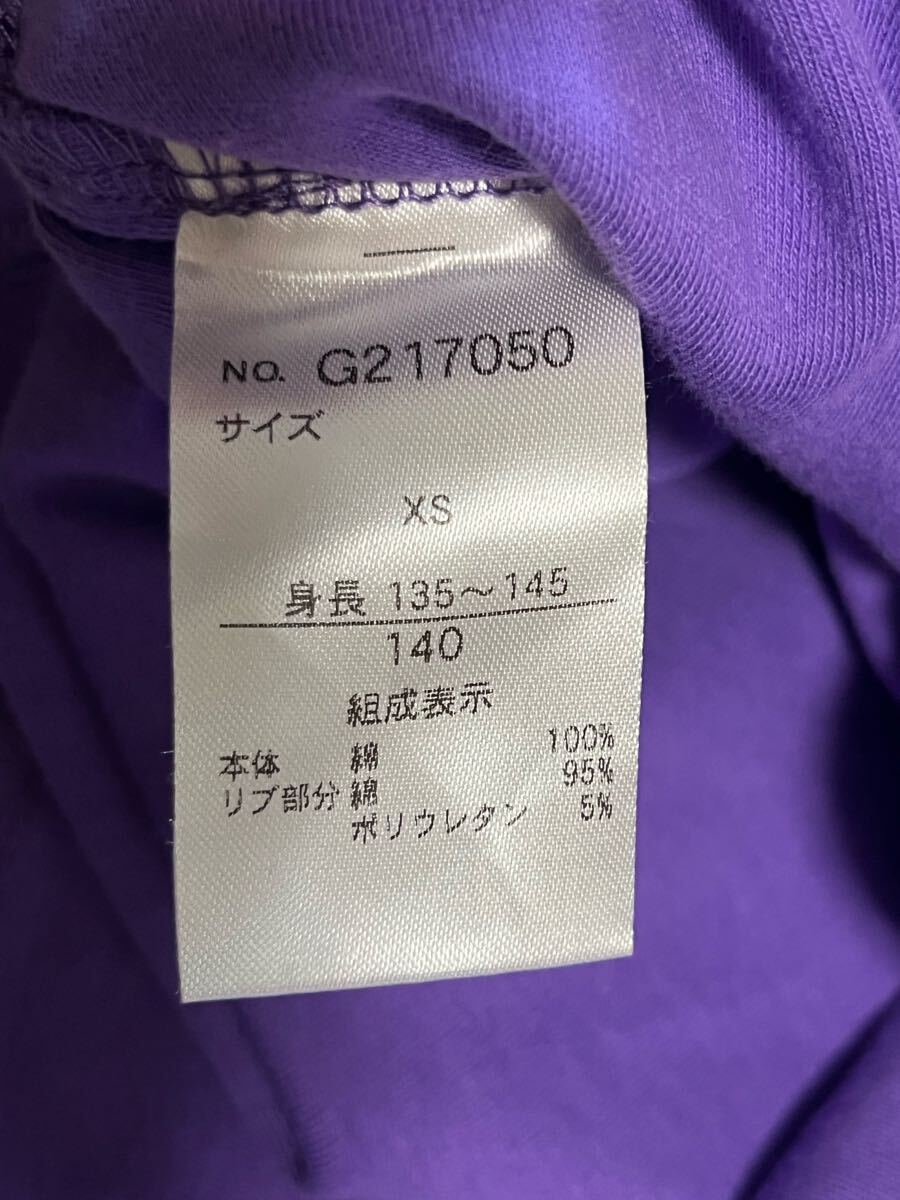 NO. G217050
サイズ
XS
身長 135～145
140
組成表示
本体 綿 100%
リブ部分 綿 95%
ポリウレタン 5%